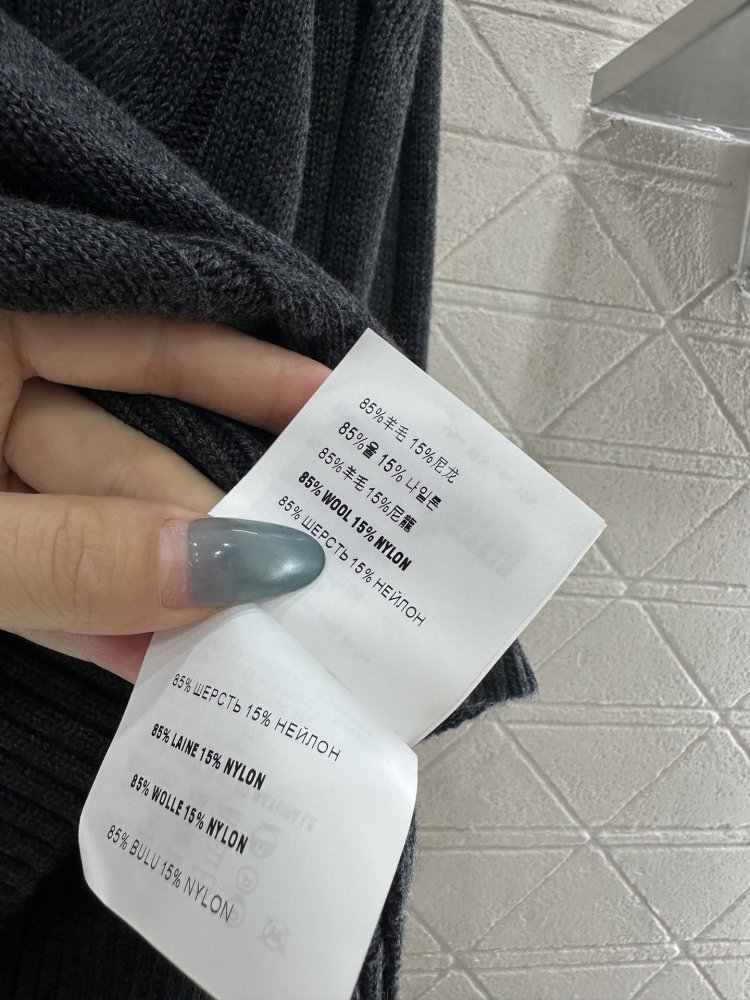 85%羊毛 15%尼龙
85%울 15% 나일론
85%羊毛 15%尼龍
85% WOOL 15% NYLON
85% ШЕРСТЬ 15% НЕЙЛОН
85% ШЕРСТЬ 15% НЕЙЛОН
85% LAINE 15% NYLON
85% WOLLE 15% NYLON
85% BULU 15% NYLON